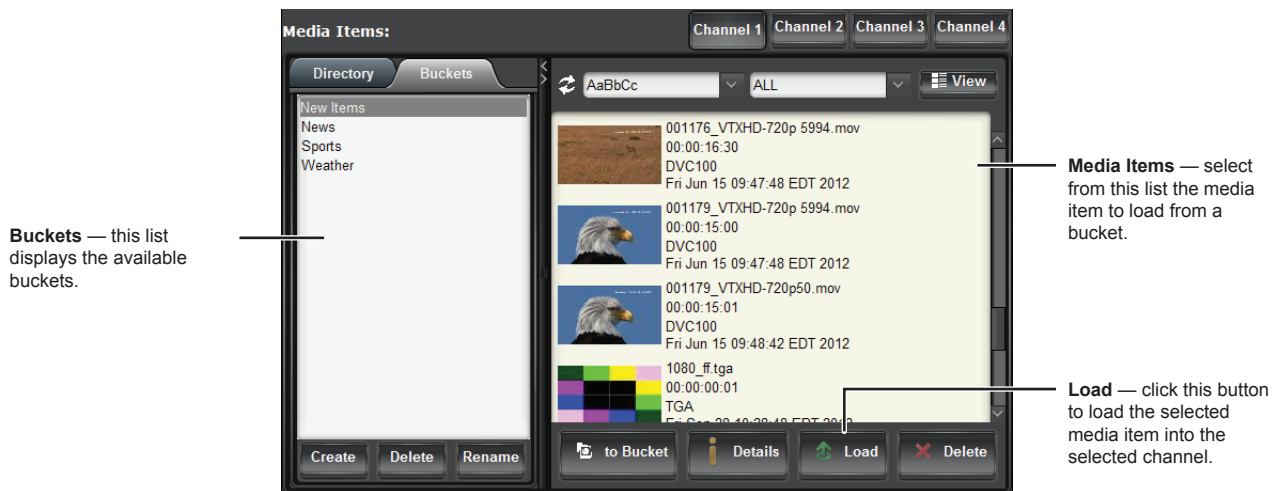 Media Items:
Channel 1
Channel 2
Channel 3
Channel 4
Directory
Buckets
New Items
News
Sports
Weather
Create
Delete
Rename
AaBbCc
ALL
View
001176_VTXHD-720p 5994.mov
00:00:16:30
DVC100
Fri Jun 15 09:47:48 EDT 2012
001179_VTXHD-720p 5994.mov
00:00:15:00
DVC100
Fri Jun 15 09:47:48 EDT 2012
001179_VTXHD-720p50.mov
00:00:15:01
DVC100
Fri Jun 15 09:48:42 EDT 2012
1080_ff.tga
00:00:00:01
TGA
to Bucket
Details
Load
Delete
Buckets — this list
displays the available
buckets.
Media Items — select
from this list the media
item to load from a
bucket.
Load — click this button
to load the selected
media item into the
selected channel.